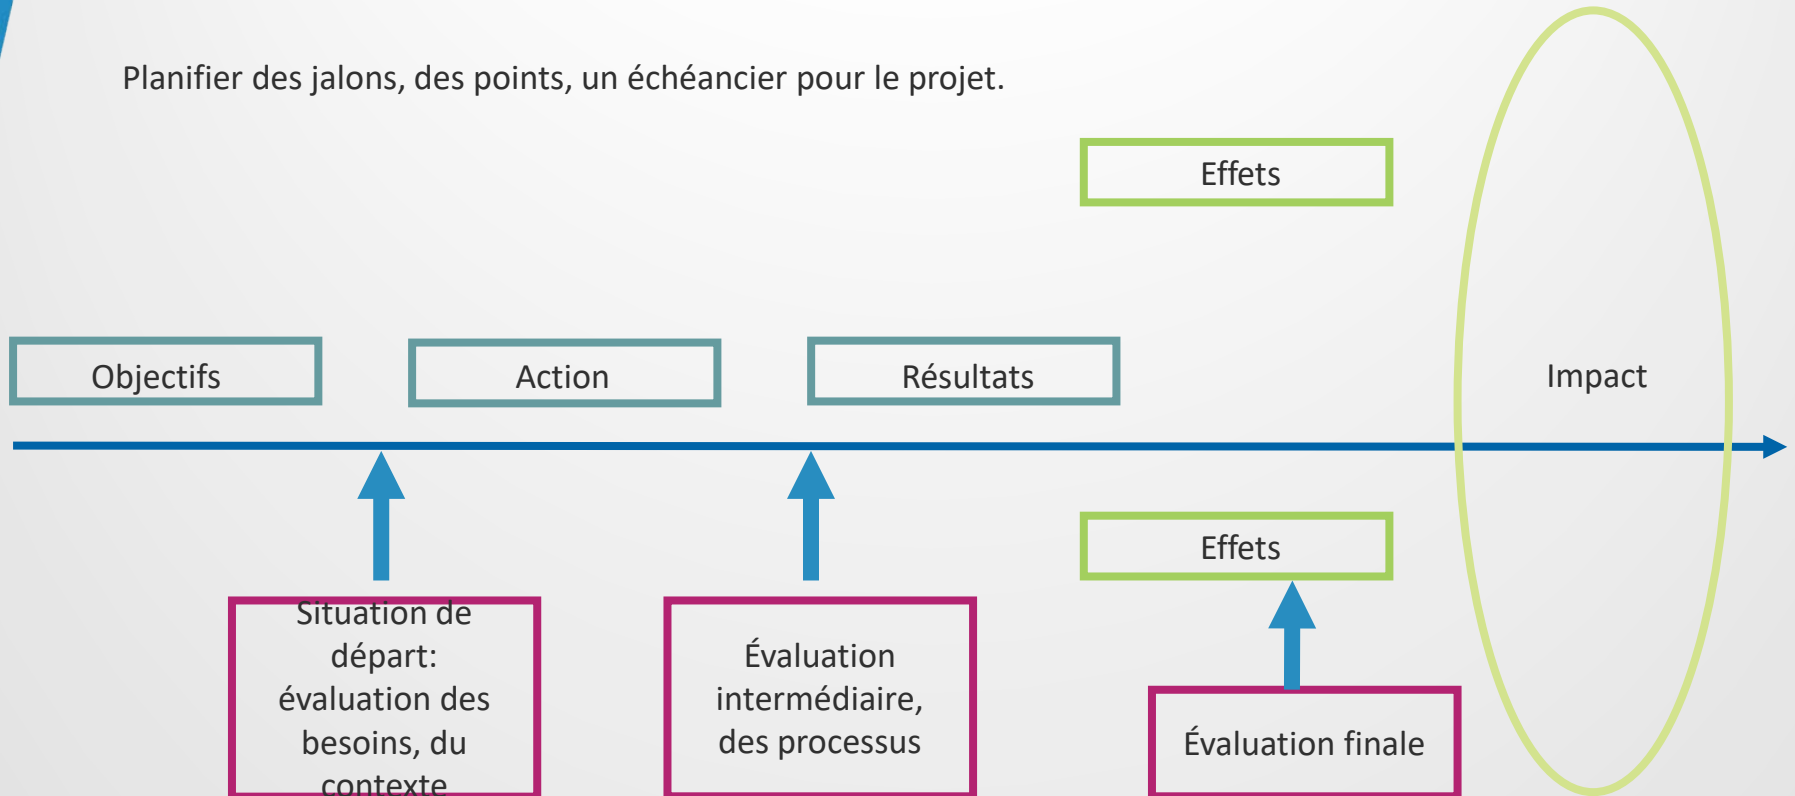 Planifier des jalons, des points, un échéancier pour le projet.
Effets
Objectifs
Action
Résultats
Impact
Effets
Situation de
départ:
évaluation des
besoins, du
contexte
Évaluation
intermédiaire,
des processus
Évaluation finale